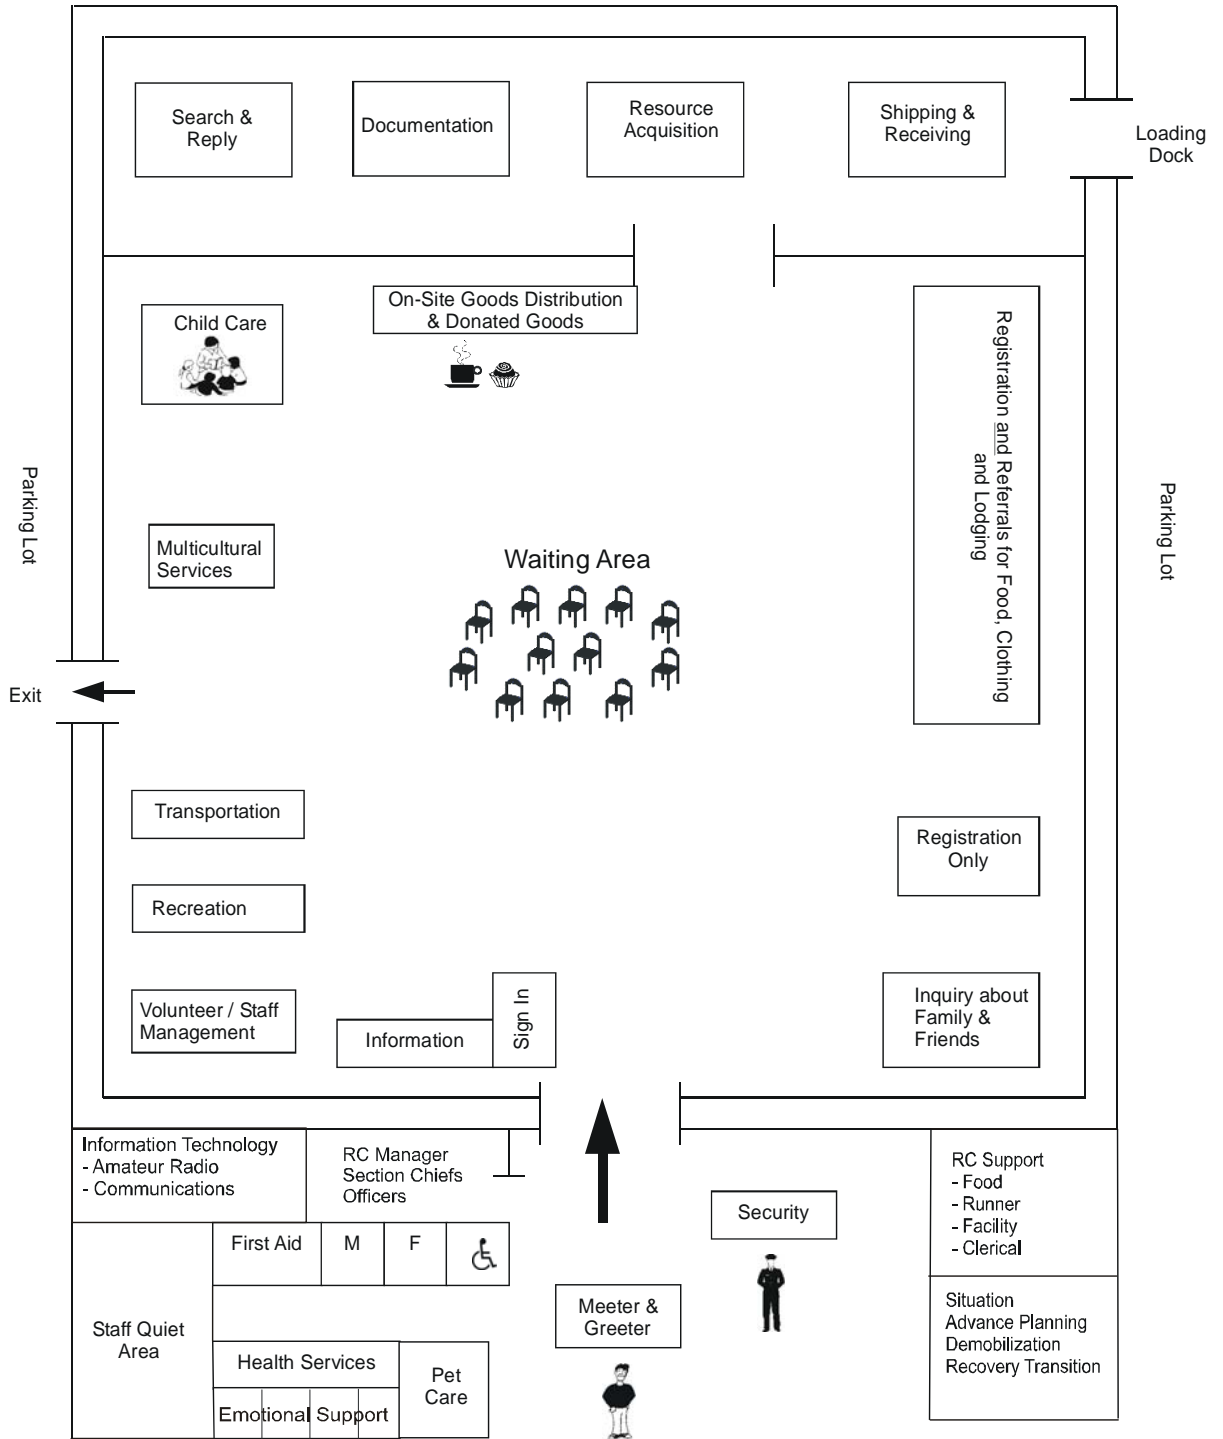 Search &
Reply
Documentation
Resource
Acquisition
Shipping &
Receiving
Loading
Dock
Child Care
On-Site Goods Distribution
& Donated Goods
Registration and Referrals for Food, Clothing
and Lodging
Parking Lot
Parking Lot
Multicultural
Services
Waiting Area
Exit
Transportation
Registration
Only
Recreation
Volunteer / Staff
Management
Information
Sign In
Inquiry about
Family &
Friends
Information Technology
- Amateur Radio
- Communications
RC Manager
Section Chiefs
Officers
RC Support
- Food
- Runner
- Facility
- Clerical
Security
First Aid
M
F
Meeter &
Greeter
Situation
Advance Planning
Demobilization
Recovery Transition
Staff Quiet
Area
Health Services
Pet
Care
Emotional Support